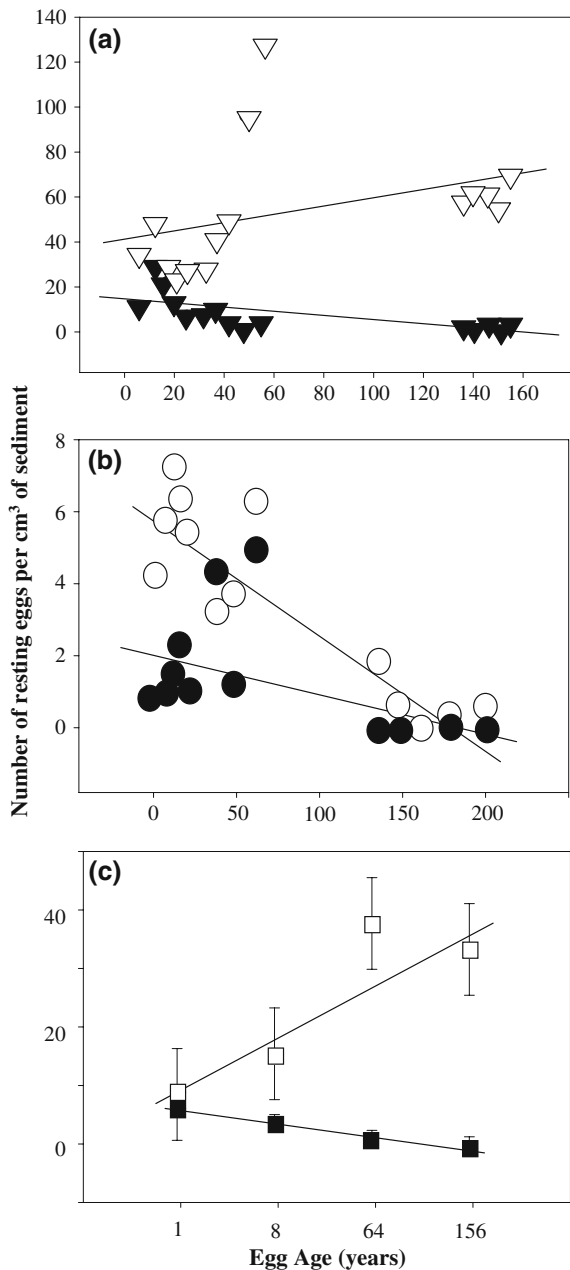 (a)
140
120
100
80
60
40
20
0
0 20 40 60 80 100 120 140 160
Number of resting eggs per cm³ of sediment
(b)
8
6
4
2
0
0 50 100 150 200
(c)
40
20
0
1 8 64 156
Egg Age (years)